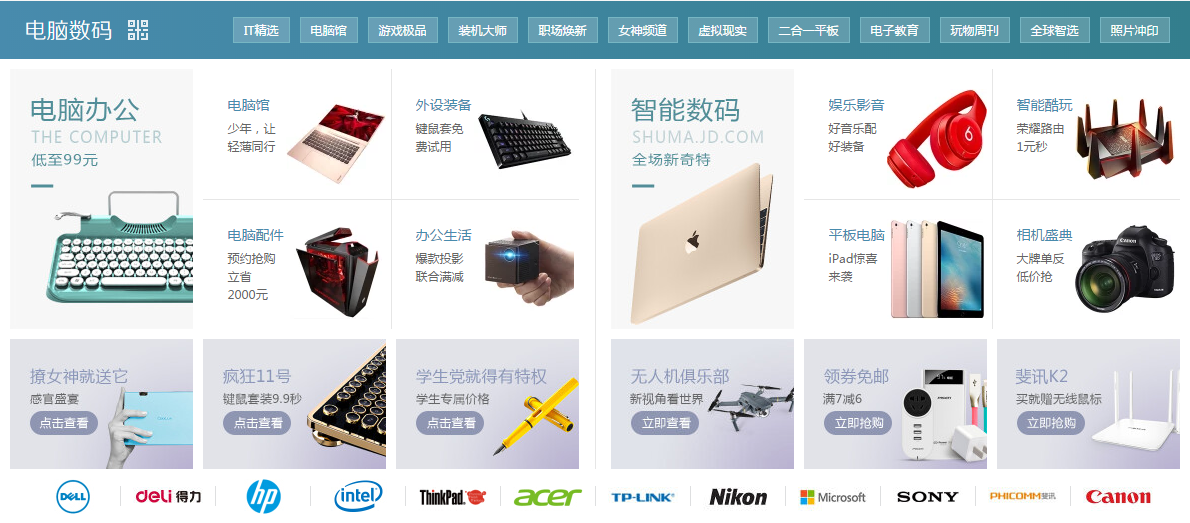 电脑数码
IT精选
电脑馆
游戏极品
装机大师
职场焕新
女神频道
虚拟现实
二合一平板
电子教育
玩物周刊
全球智选
照片冲印
电脑办公
THE COMPUTER
低至99元
电脑馆
少年，让
轻薄同行
外设装备
键鼠套免
费试用
电脑配件
预约抢购
立省
2000元
办公生活
爆款投影
联合满减
智能数码
SHUMA.JD.COM
全场新奇特
娱乐影音
好音乐配
好装备
智能酷玩
荣耀路由
1元秒
平板电脑
iPad惊喜
来袭
相机盛典
大牌单反
低价抢
Canon
撩女神就送它
感官盛宴
点击查看
疯狂11号
键鼠套装9.9秒
点击查看
学生党就得有特权
学生专属价格
点击查看
无人机俱乐部
新视角看世界
立即查看
领券免邮
满7减6
立即抢购
斐讯K2
买就赠无线鼠标
立即抢购
DELL
deli 得力
hp
intel
ThinkPad.
acer
TP-LINK
Nikon
Microsoft
SONY
PHICOMM斐讯
Canon